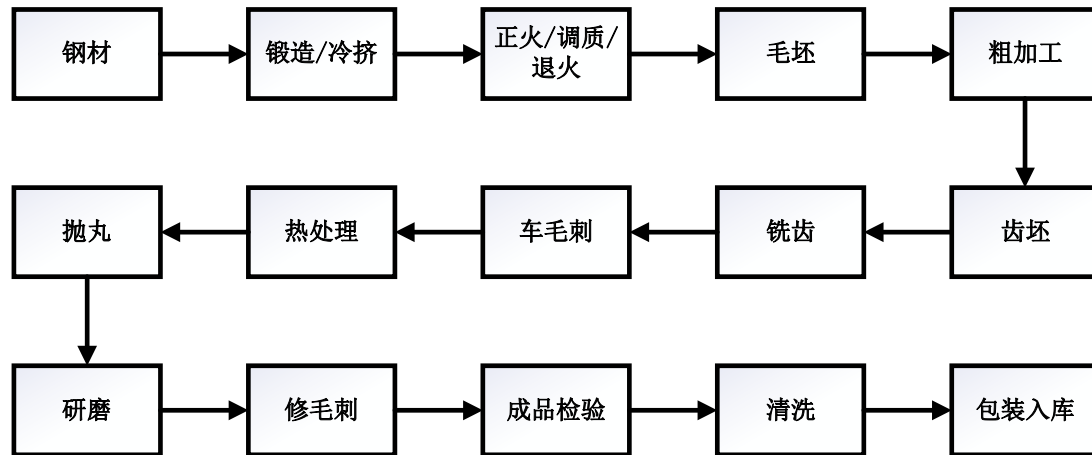 钢材
锻造/冷挤
正火/调质/
退火
毛坯
粗加工
抛丸
热处理
车毛刺
铣齿
齿坯
研磨
修毛刺
成品检验
清洗
包装入库